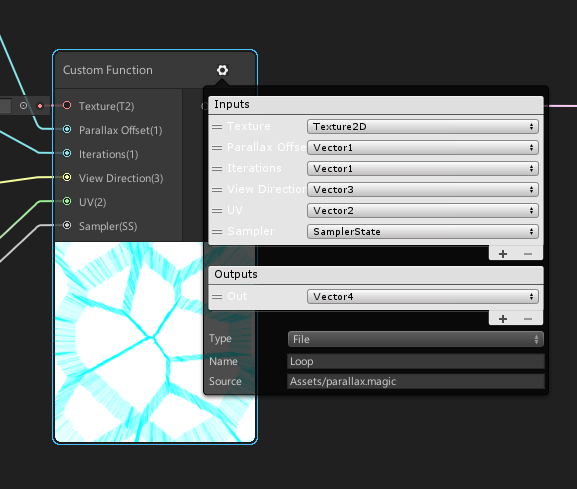 Custom Function
Texture(T2)
Parallax Offset(1)
Iterations(1)
View Direction(3)
UV(2)
Sampler(SS)
Inputs
Texture Texture2D
Parallax Offse Vector1
Iterations Vector1
View Direction Vector3
UV Vector2
Sampler SamplerState
+ −
Outputs
Out Vector4
+ −
Type File
Name Loop
Source Assets/parallax.magic